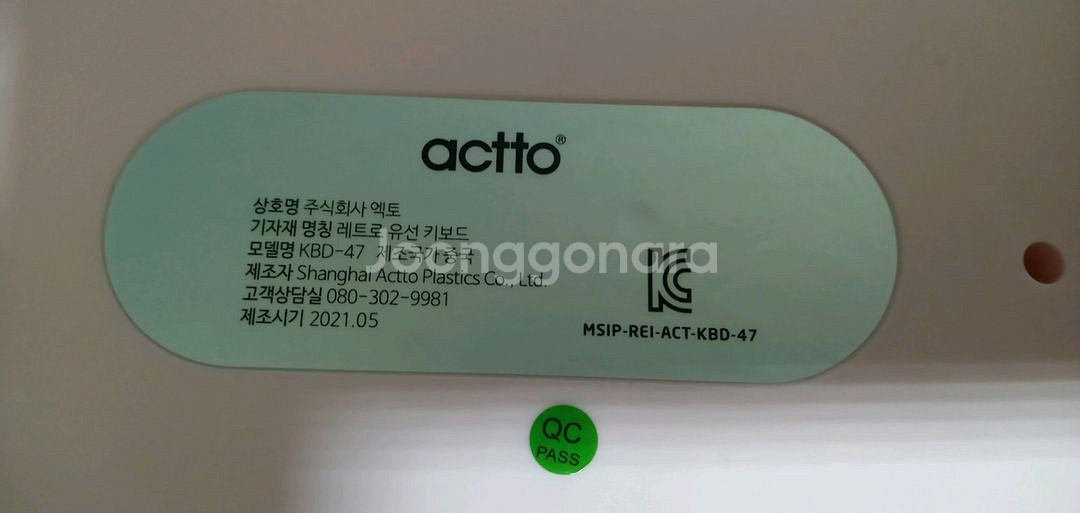 actto®
상호명 주식회사 엑토
기자재 명칭 레트로 유선 키보드
모델명 KBD-47 제조국가 중국
제조자 Shanghai Actto Plastics Co., Ltd.
고객상담실 080-302-9981
제조시기 2021.05
Joonggonara
KC
MSIP-REI-ACT-KBD-47
QC
PASS